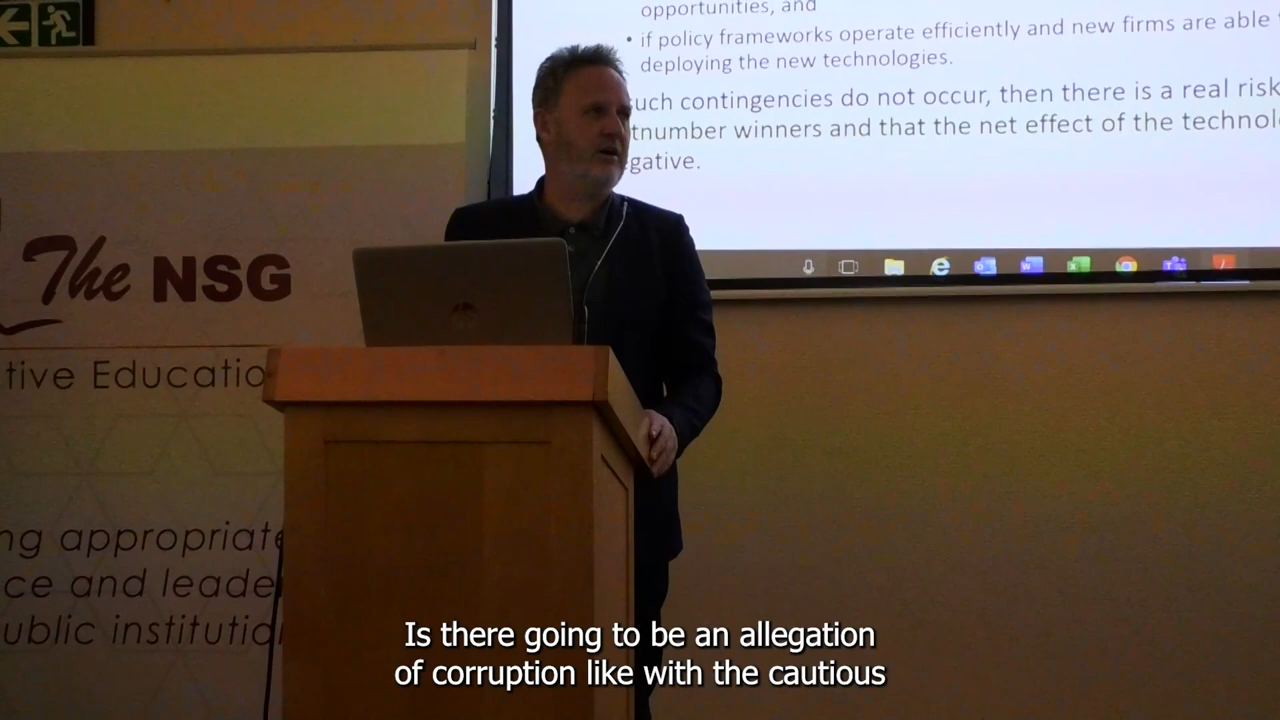 opportunities, and
• if policy frameworks operate efficiently and new firms are able
deploying the new technologies.
such contingencies do not occur, then there is a real risk
tnumber winners and that the net effect of the technol
gative.
The NSG
tive Educatio
ng appropriate
ce and leade
ublic institutio
Is there going to be an allegation
of corruption like with the cautious